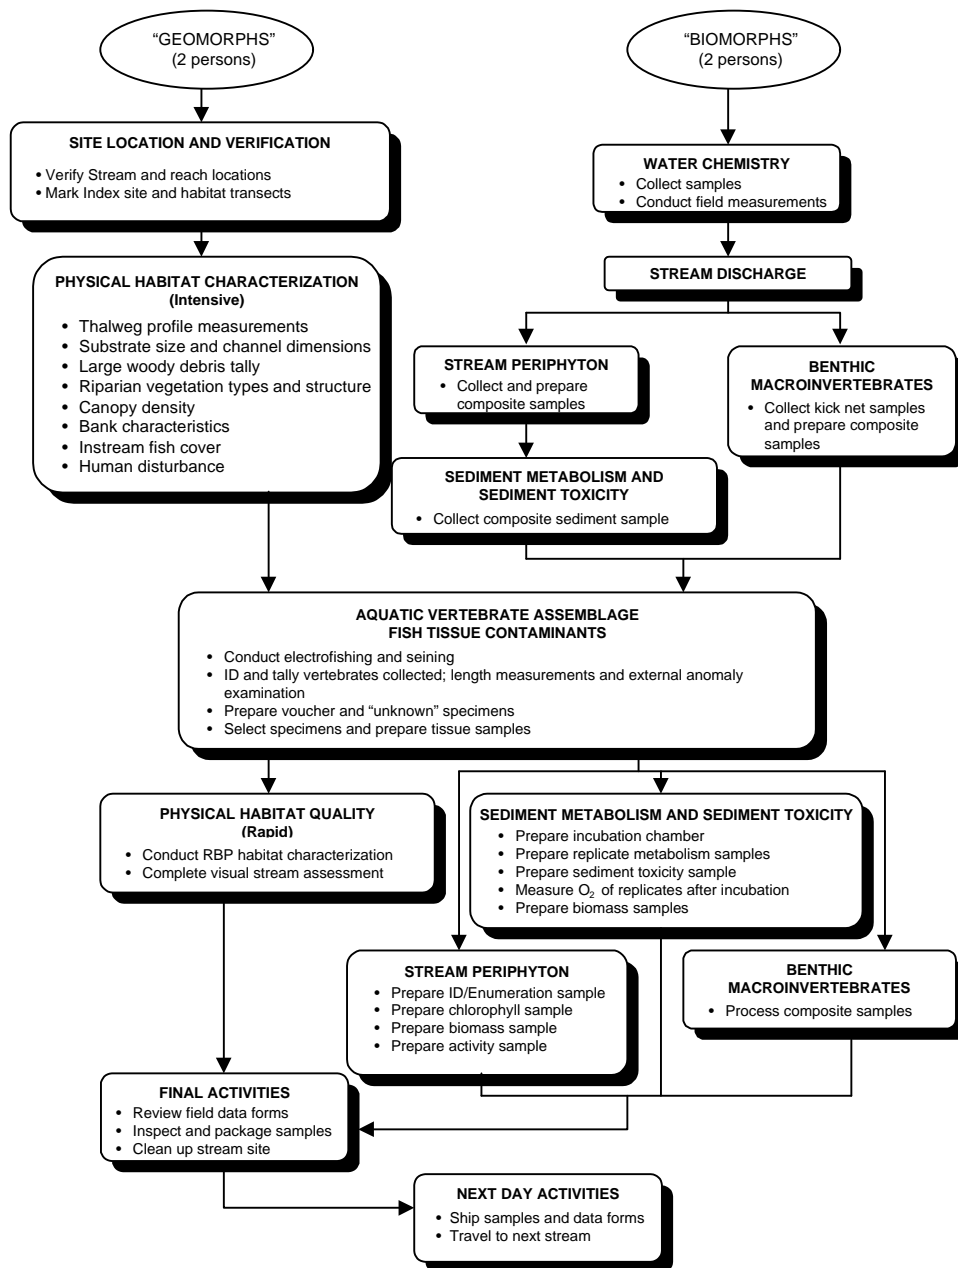 “GEOMORPHS”
(2 persons)
“BIOMORPHS”
(2 persons)
SITE LOCATION AND VERIFICATION
• Verify Stream and reach locations
• Mark Index site and habitat transects
WATER CHEMISTRY
• Collect samples
• Conduct field measurements
STREAM DISCHARGE
PHYSICAL HABITAT CHARACTERIZATION
(Intensive)
• Thalweg profile measurements
• Substrate size and channel dimensions
• Large woody debris tally
• Riparian vegetation types and structure
• Canopy density
• Bank characteristics
• Instream fish cover
• Human disturbance
STREAM PERIPHYTON
• Collect and prepare
composite samples
BENTHIC
MACROINVERTEBRATES
• Collect kick net samples
and prepare composite
samples
SEDIMENT METABOLISM AND
SEDIMENT TOXICITY
• Collect composite sediment sample
AQUATIC VERTEBRATE ASSEMBLAGE
FISH TISSUE CONTAMINANTS
• Conduct electrofishing and seining
• ID and tally vertebrates collected; length measurements and external anomaly
examination
• Prepare voucher and “unknown” specimens
• Select specimens and prepare tissue samples
PHYSICAL HABITAT QUALITY
(Rapid)
• Conduct RBP habitat characterization
• Complete visual stream assessment
SEDIMENT METABOLISM AND SEDIMENT TOXICITY
• Prepare incubation chamber
• Prepare replicate metabolism samples
• Prepare sediment toxicity sample
• Measure O2 of replicates after incubation
• Prepare biomass samples
STREAM PERIPHYTON
• Prepare ID/Enumeration sample
• Prepare chlorophyll sample
• Prepare biomass sample
• Prepare activity sample
BENTHIC
MACROINVERTEBRATES
• Process composite samples
FINAL ACTIVITIES
• Review field data forms
• Inspect and package samples
• Clean up stream site
NEXT DAY ACTIVITIES
• Ship samples and data forms
• Travel to next stream